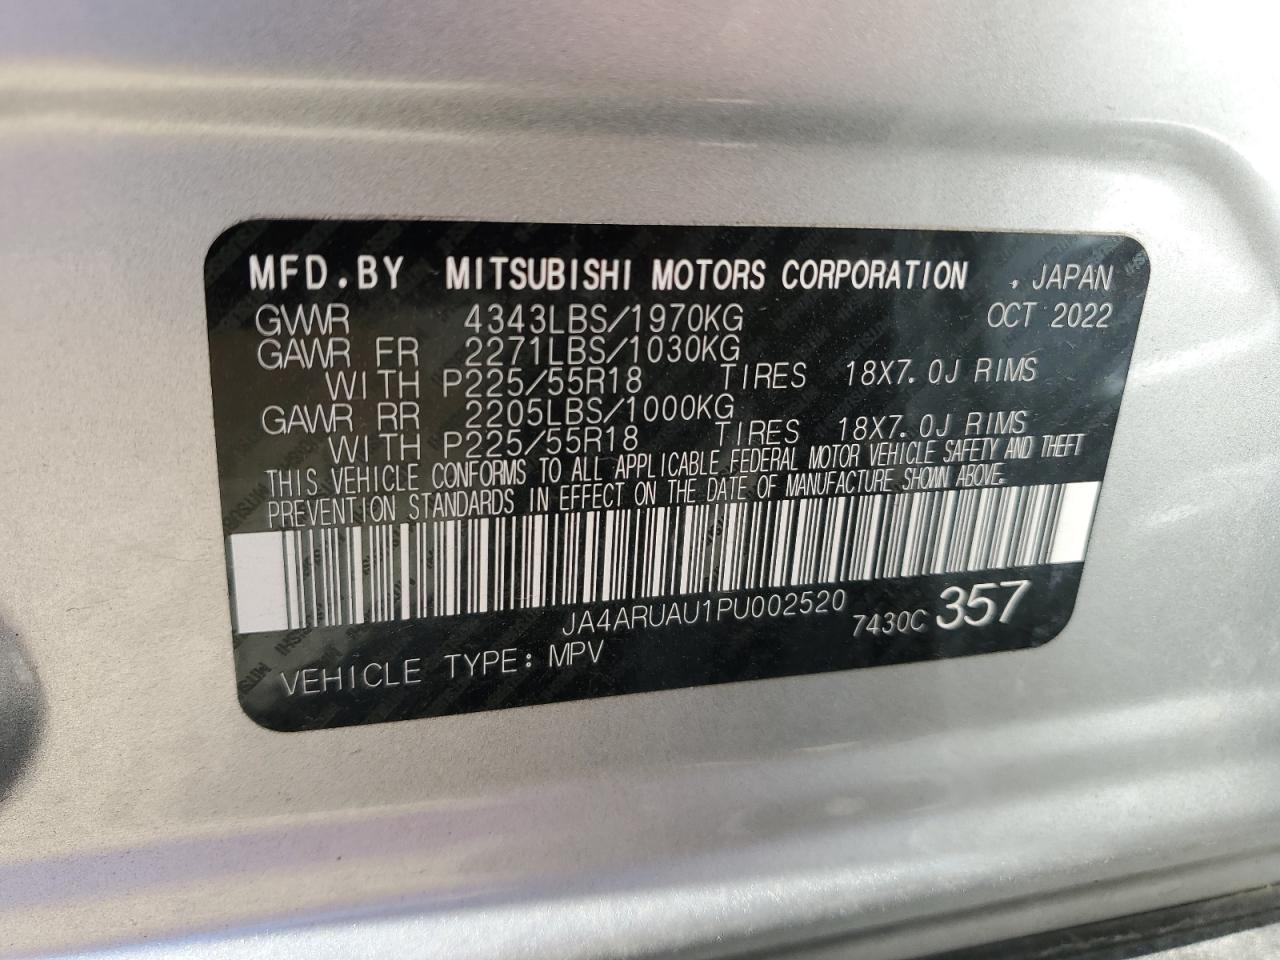 MFD.BY MITSUBISHI MOTORS CORPORATION , JAPAN
GVWR 4343LBS/1970KG OCT 2022
GAWR FR 2271LBS/1030KG
WITH P225/55R18 TIRES 18X7.0J RIMS
GAWR RR 2205LBS/1000KG
WITH P225/55R18 TIRES 18X7.0J RIMS
THIS VEHICLE CONFORMS TO ALL APPLICABLE FEDERAL MOTOR VEHICLE SAFETY AND THEFT
PREVENTION STANDARDS IN EFFECT ON THE DATE OF MANUFACTURE SHOWN ABOVE.
JA4ARUAU1PU002520 7430C 357
VEHICLE TYPE: MPV